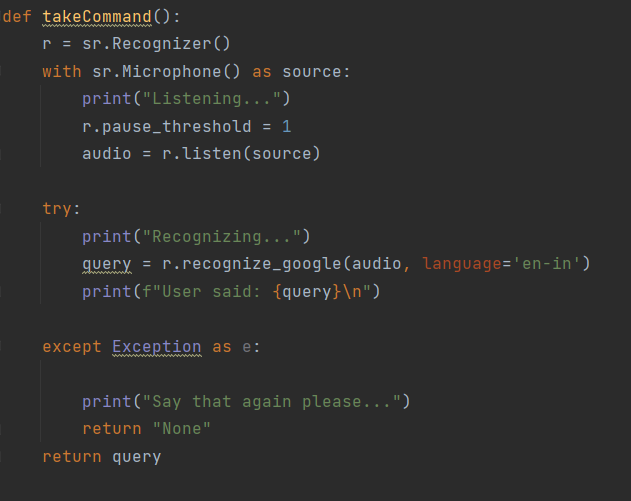 def takeCommand():
    r = sr.Recognizer()
    with sr.Microphone() as source:
        print("Listening...")
        r.pause_threshold = 1
        audio = r.listen(source)

    try:
        print("Recognizing...")
        query = r.recognize_google(audio, language='en-in')
        print(f"User said: {query}\n")

    except Exception as e:

        print("Say that again please...")
        return "None"
    return query